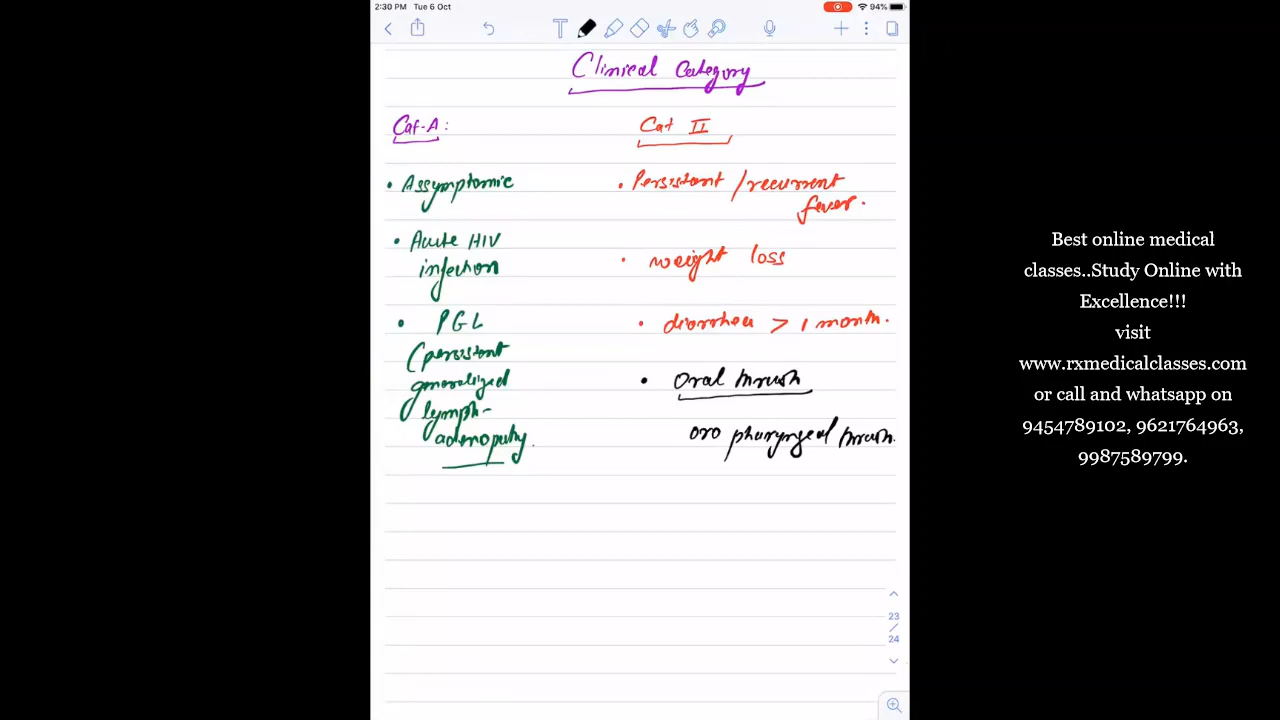 2:30 PM Tue 6 Oct
94%
T
Clinical Category
Cat-A:
• Assymptomic
• Acute HIV
infection
• PGL
(persistent
generalized
lymph-
adenopathy.
Cat II
• Persistant /recurrent
fever.
• weight loss
• diorrhea > 1 month.
• Oral thrush
oro pharyngeal thrush.
23
/
24
Best online medical
classes..Study Online with
Excellence!!!
visit
www.rxmedicalclasses.com
or call and whatsapp on
9454789102, 9621764963,
9987589799.